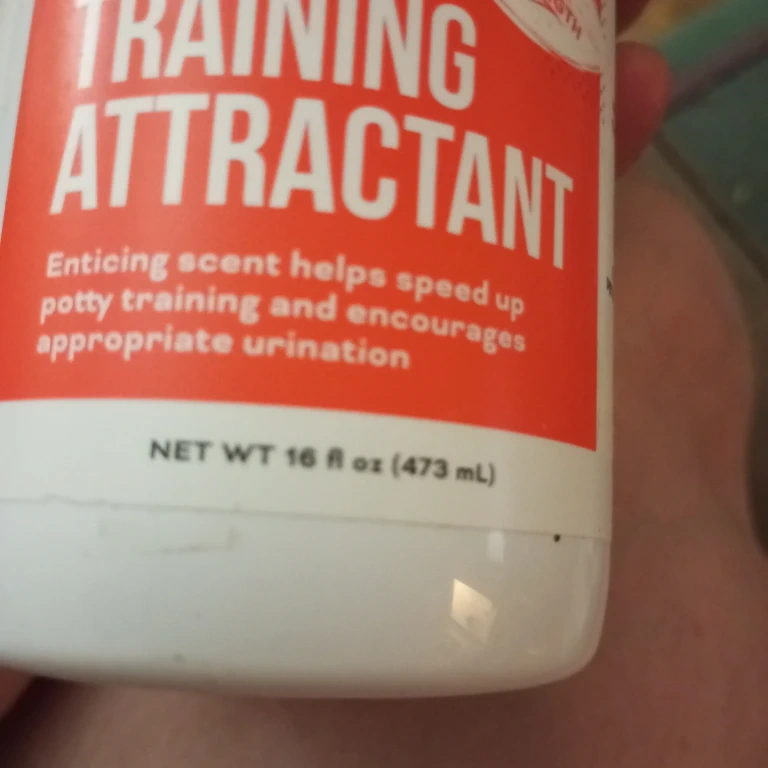 TRAINING
ATTRACTANT
Enticing scent helps speed up
potty training and encourages
appropriate urination
NET WT 16 fl oz (473 mL)